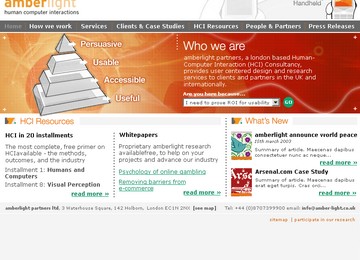 amberlight
human computer interactions
Handheld
Home How we work Services Clients & Case Studies HCI Resources People & Partners Press Releases
Persuasive
Usable
Accessible
Useful
Who we are
amberlight partners, a london based Human-
Computer Interaction (HCI) Consultancy,
provides user centered design and research
services to clients and partners in the UK and
internationally.
You are here because...
I need to prove ROI for usability
GO
HCI Resources
HCI in 20 installments
The most complete, free primer on
HCIavailable - the methods,
outcomes, and the industry
Installment 1: Humans and
Computers
Installment 8: Visual Perception
read more »
Whitepapers
Proprietary amberlight research
availablefree, to help on your
projects and advance our industry
Psychology of online gambling
Removing barriers from
e-commerce
read more »
What's New
amberlight announce world peace
10th March 2003
Summary of article. Maecenas dapibus
consectetuer nunc ac neque...
read more »
Arsenal.com Case Study
Summary of article. Maecenas dapibus
erat eget turpis. Cras orci...
read more »
amberlight partners ltd. 3 Waterhouse Square, 142 Holborn, London EC1N 2NX [see map]
Tel: +44 (0)8707399900 email: info@amber-light.co.uk
sitemap | participate in our research